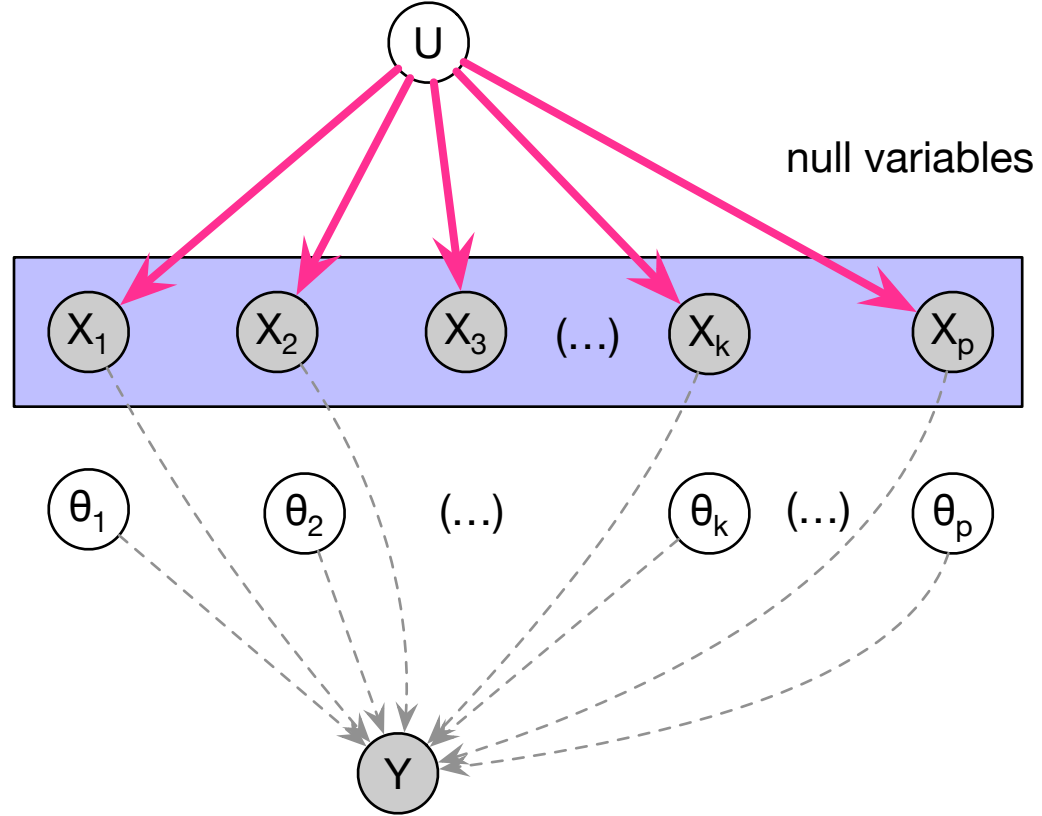 U
null variables
X₁ X₂ X₃ (...) Xₖ Xₚ
θ₁ θ₂ (...) θₖ (...) θₚ
Y